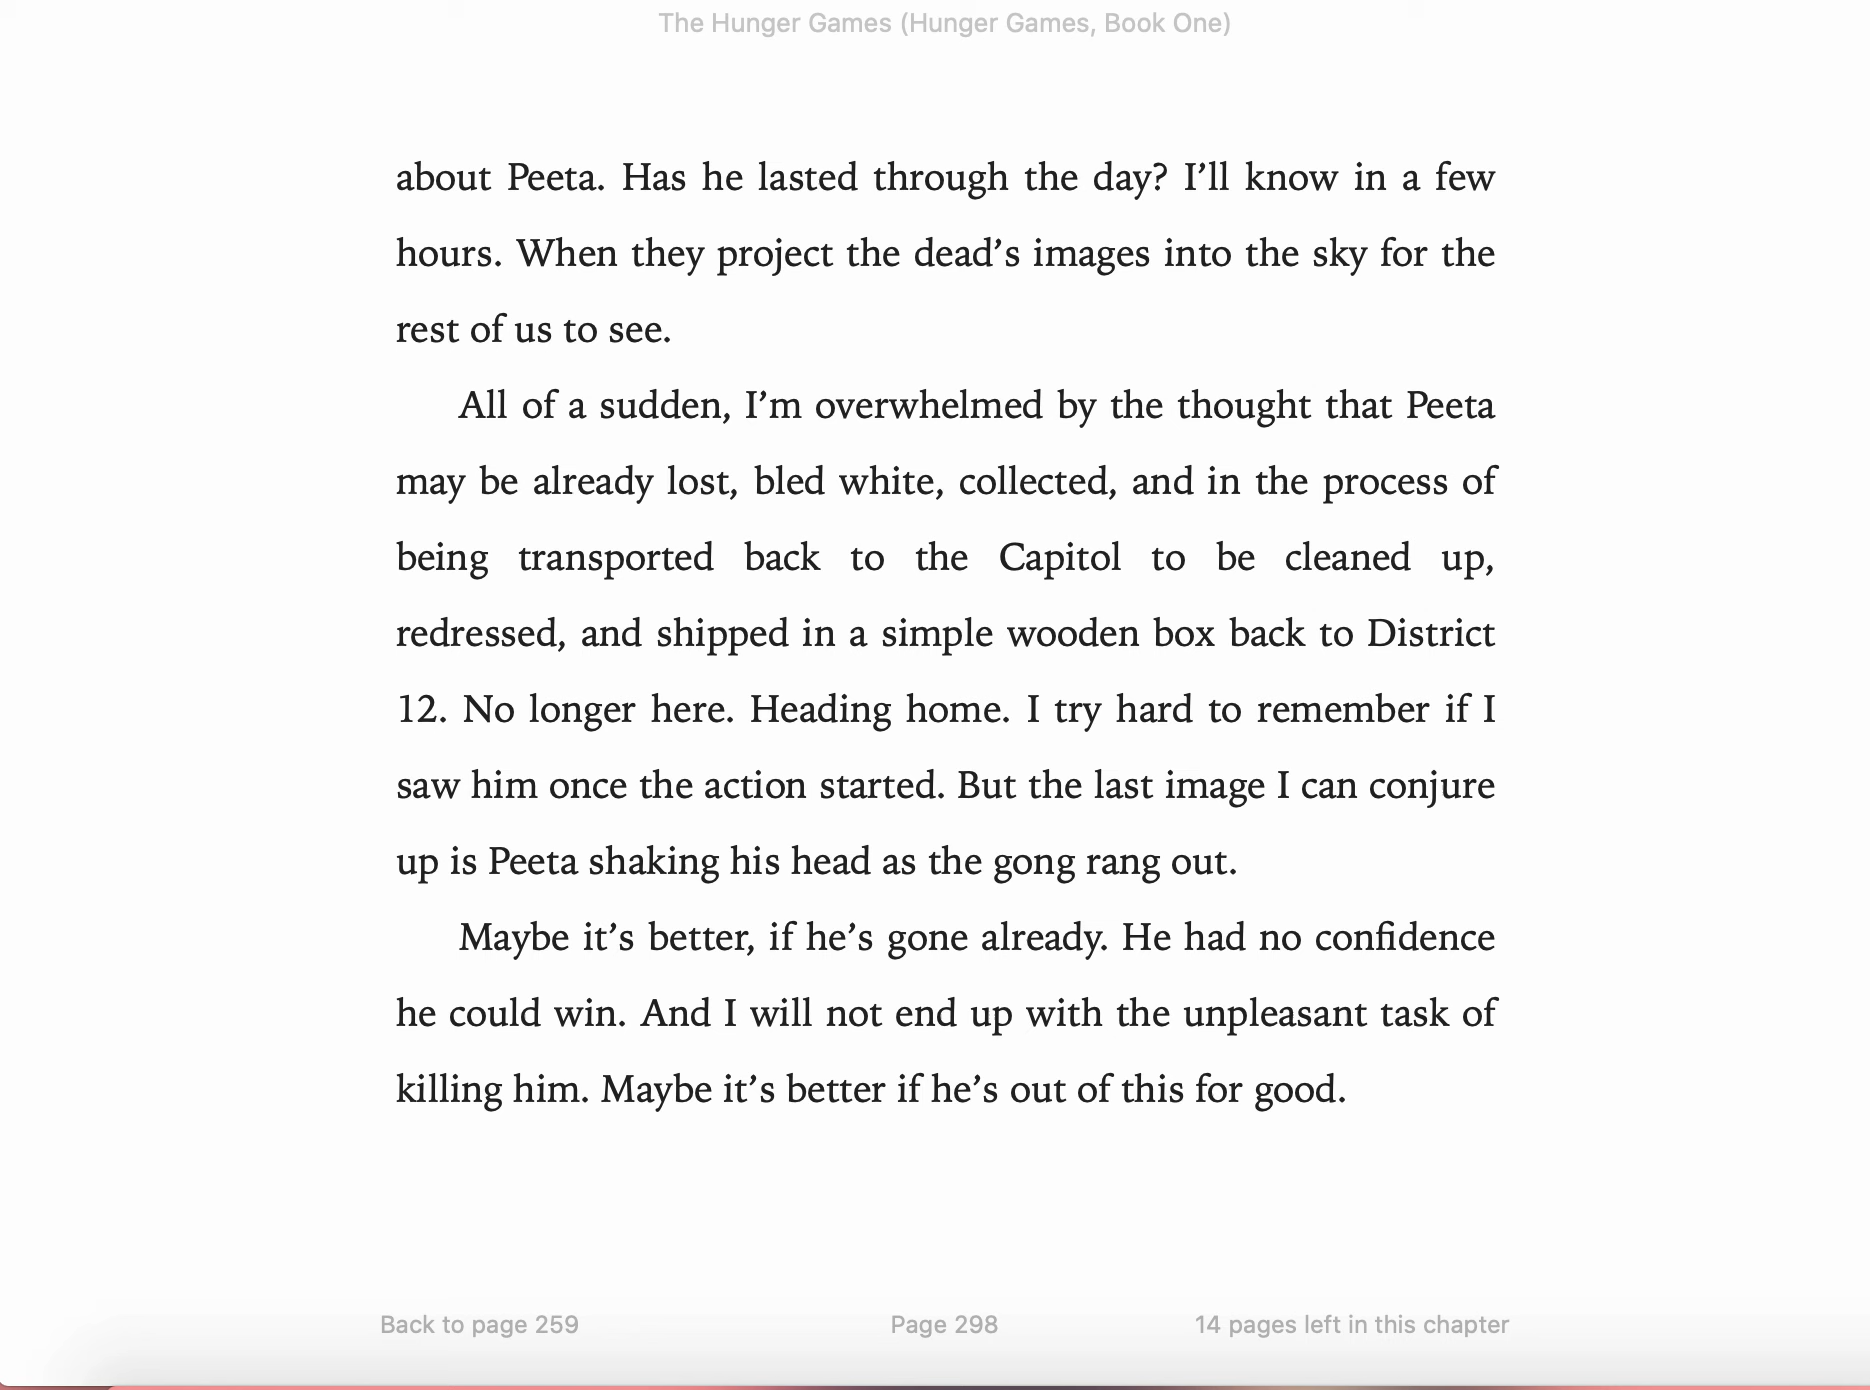 The Hunger Games (Hunger Games, Book One)
about Peeta. Has he lasted through the day? I’ll know in a few
hours. When they project the dead’s images into the sky for the
rest of us to see.
All of a sudden, I’m overwhelmed by the thought that Peeta
may be already lost, bled white, collected, and in the process of
being transported back to the Capitol to be cleaned up,
redressed, and shipped in a simple wooden box back to District
12. No longer here. Heading home. I try hard to remember if I
saw him once the action started. But the last image I can conjure
up is Peeta shaking his head as the gong rang out.
Maybe it’s better, if he’s gone already. He had no confidence
he could win. And I will not end up with the unpleasant task of
killing him. Maybe it’s better if he’s out of this for good.
Back to page 259 Page 298 14 pages left in this chapter